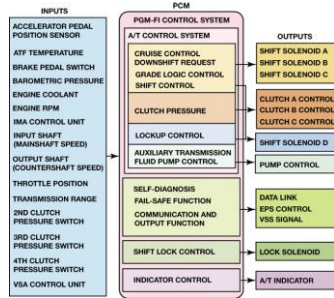 INPUTS
ACCELERATOR PEDAL
POSITION SENSOR
ATF TEMPERATURE
BRAKE PEDAL SWITCH
BAROMETRIC PRESSURE
ENGINE COOLANT
ENGINE RPM
IMA CONTROL UNIT
INPUT SHAFT
(MAINSHAFT SPEED)
OUTPUT SHAFT
(COUNTERSHAFT SPEED)
THROTTLE POSITION
TRANSMISSION RANGE
2ND CLUTCH
PRESSURE SWITCH
3RD CLUTCH
PRESSURE SWITCH
4TH CLUTCH
PRESSURE SWITCH
VSA CONTROL UNIT
PCM
PGM-FI CONTROL SYSTEM
A/T CONTROL SYSTEM
CRUISE CONTROL
DOWNSHIFT REQUEST
GRADE LOGIC CONTROL
SHIFT CONTROL
CLUTCH PRESSURE
LOCKUP CONTROL
AUXILIARY TRANSMISSION
FLUID PUMP CONTROL
SELF-DIAGNOSIS
FAIL-SAFE FUNCTION
COMMUNICATION AND
OUTPUT FUNCTION
SHIFT LOCK CONTROL
INDICATOR CONTROL
OUTPUTS
SHIFT SOLENOID A
SHIFT SOLENOID B
SHIFT SOLENOID C
CLUTCH A CONTROL
CLUTCH B CONTROL
CLUTCH C CONTROL
SHIFT SOLENOID D
PUMP CONTROL
DATA LINK
EPS CONTROL
VSS SIGNAL
LOCK SOLENOID
A/T INDICATOR